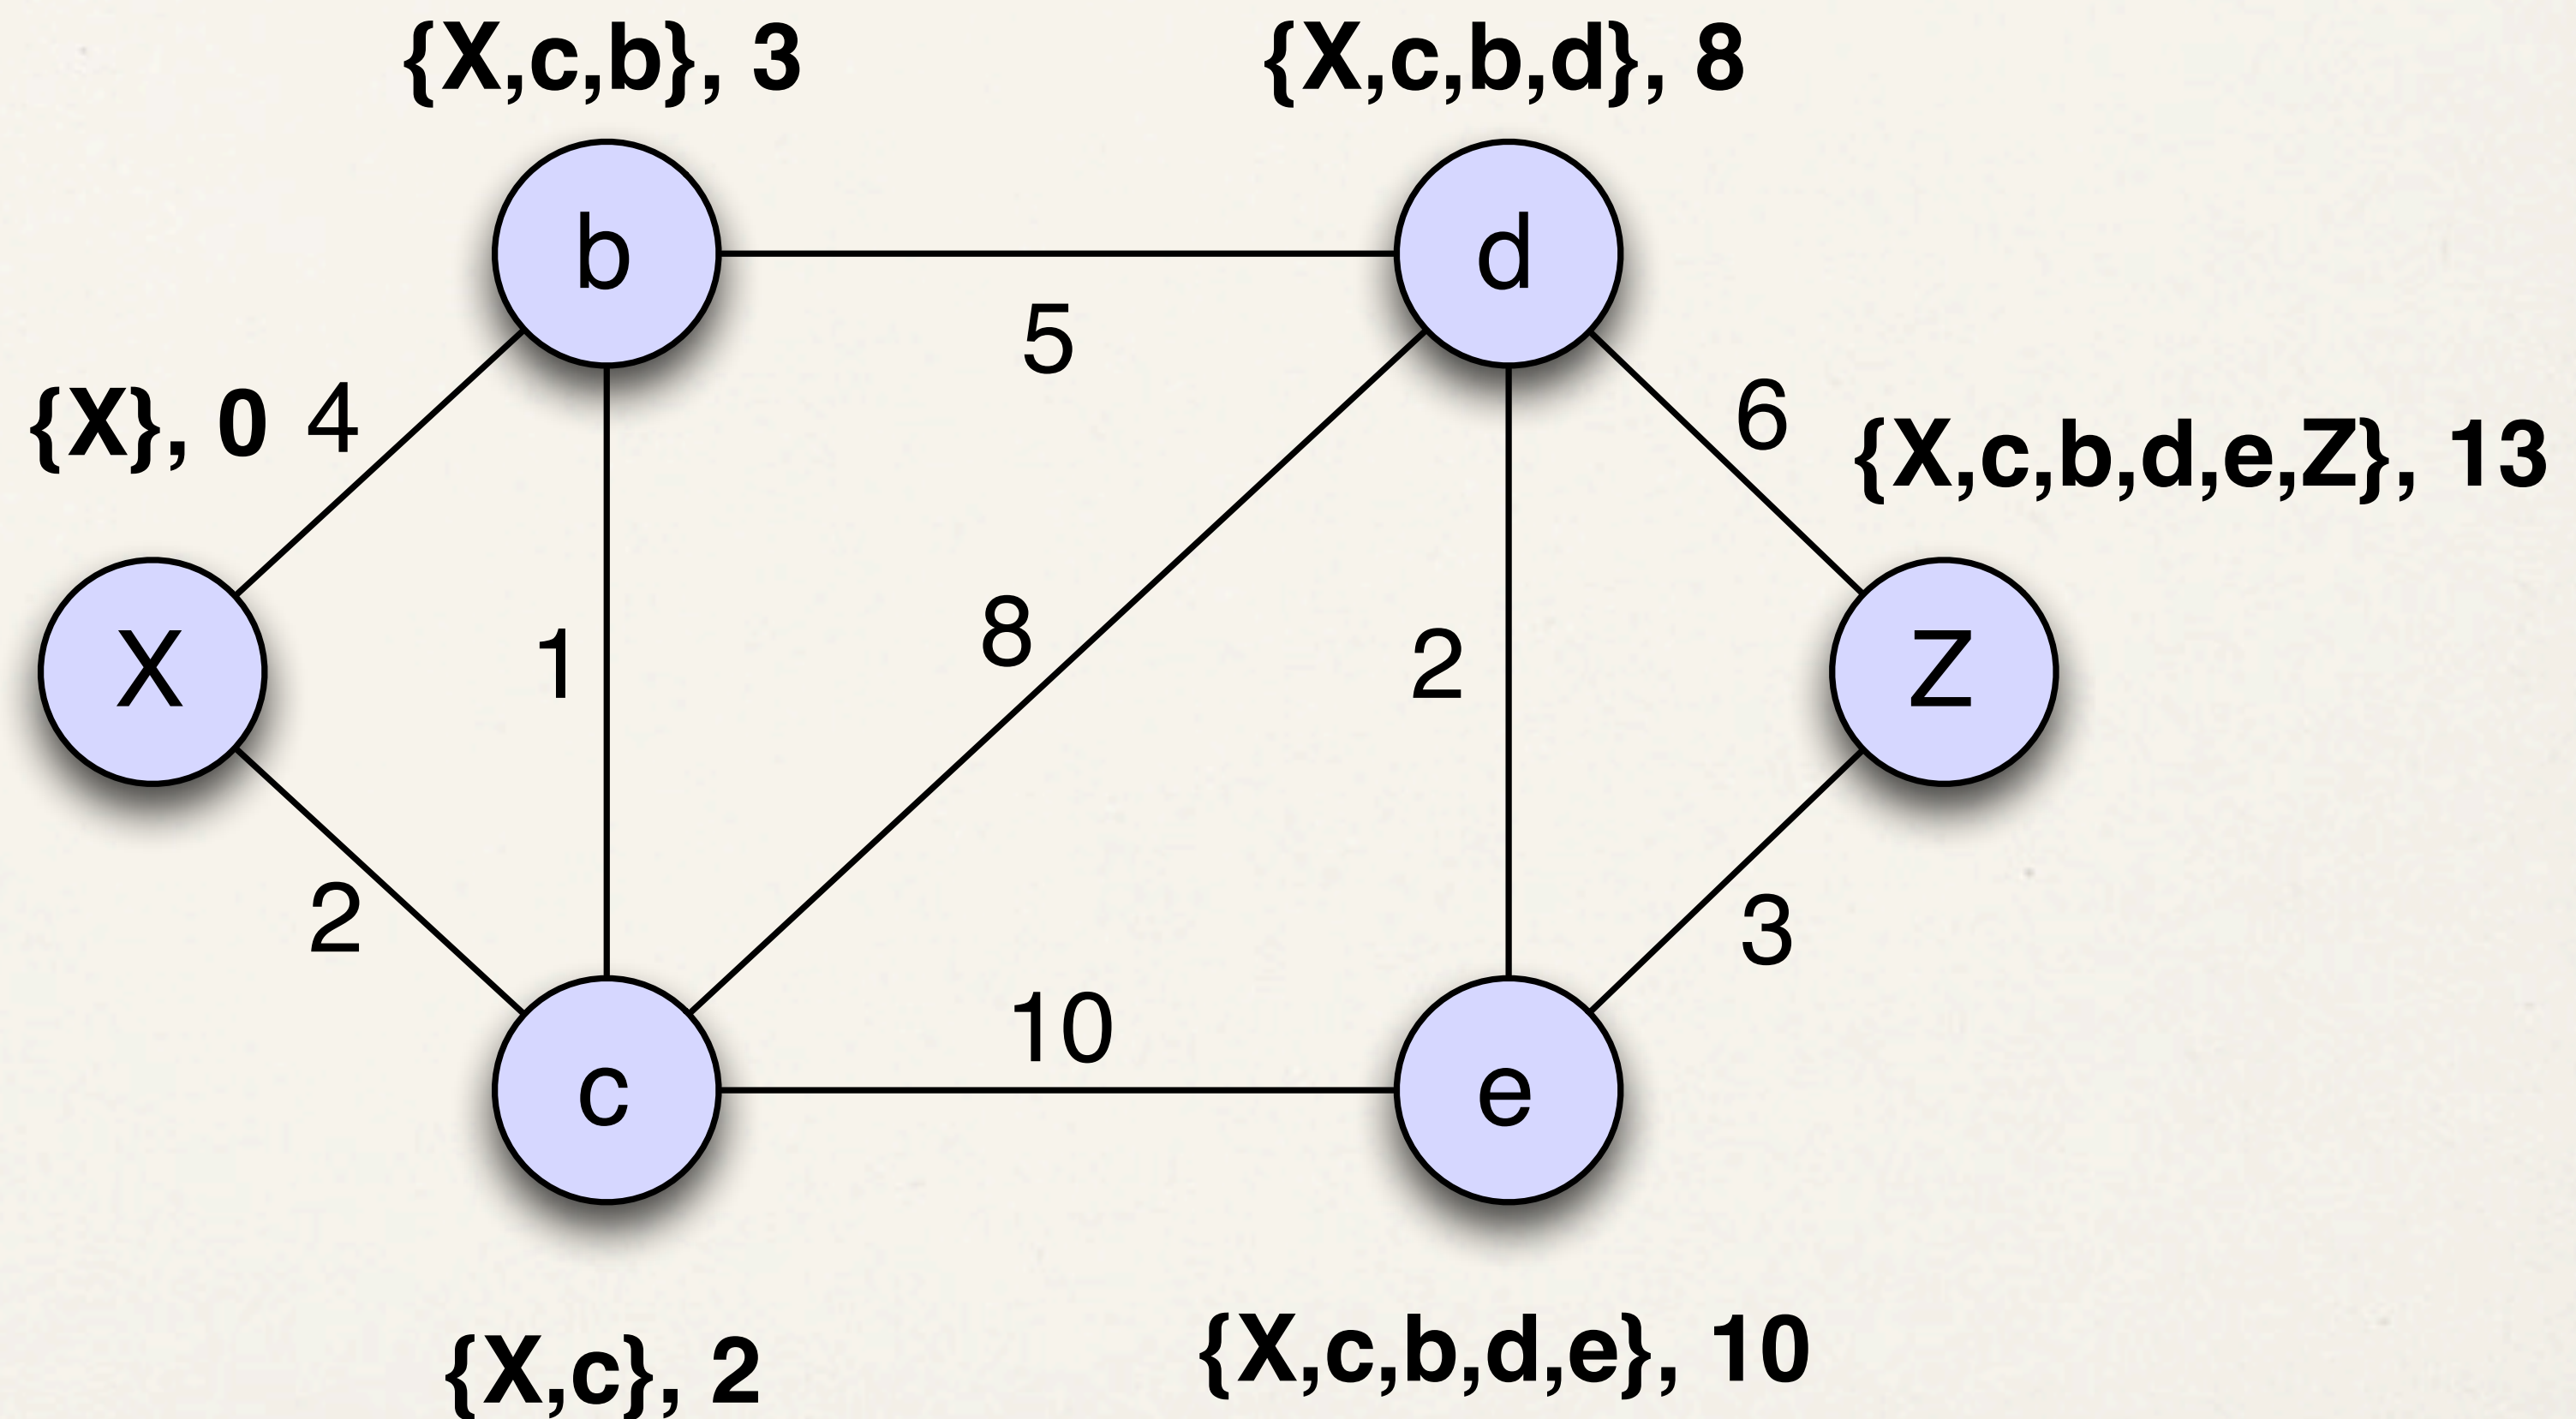 {X,c,b}, 3
{X,c,b,d}, 8
b
d
5
{X}, 0
4
6
{X,c,b,d,e,Z}, 13
X
1
8
2
Z
2
3
10
c
e
{X,c}, 2
{X,c,b,d,e}, 10